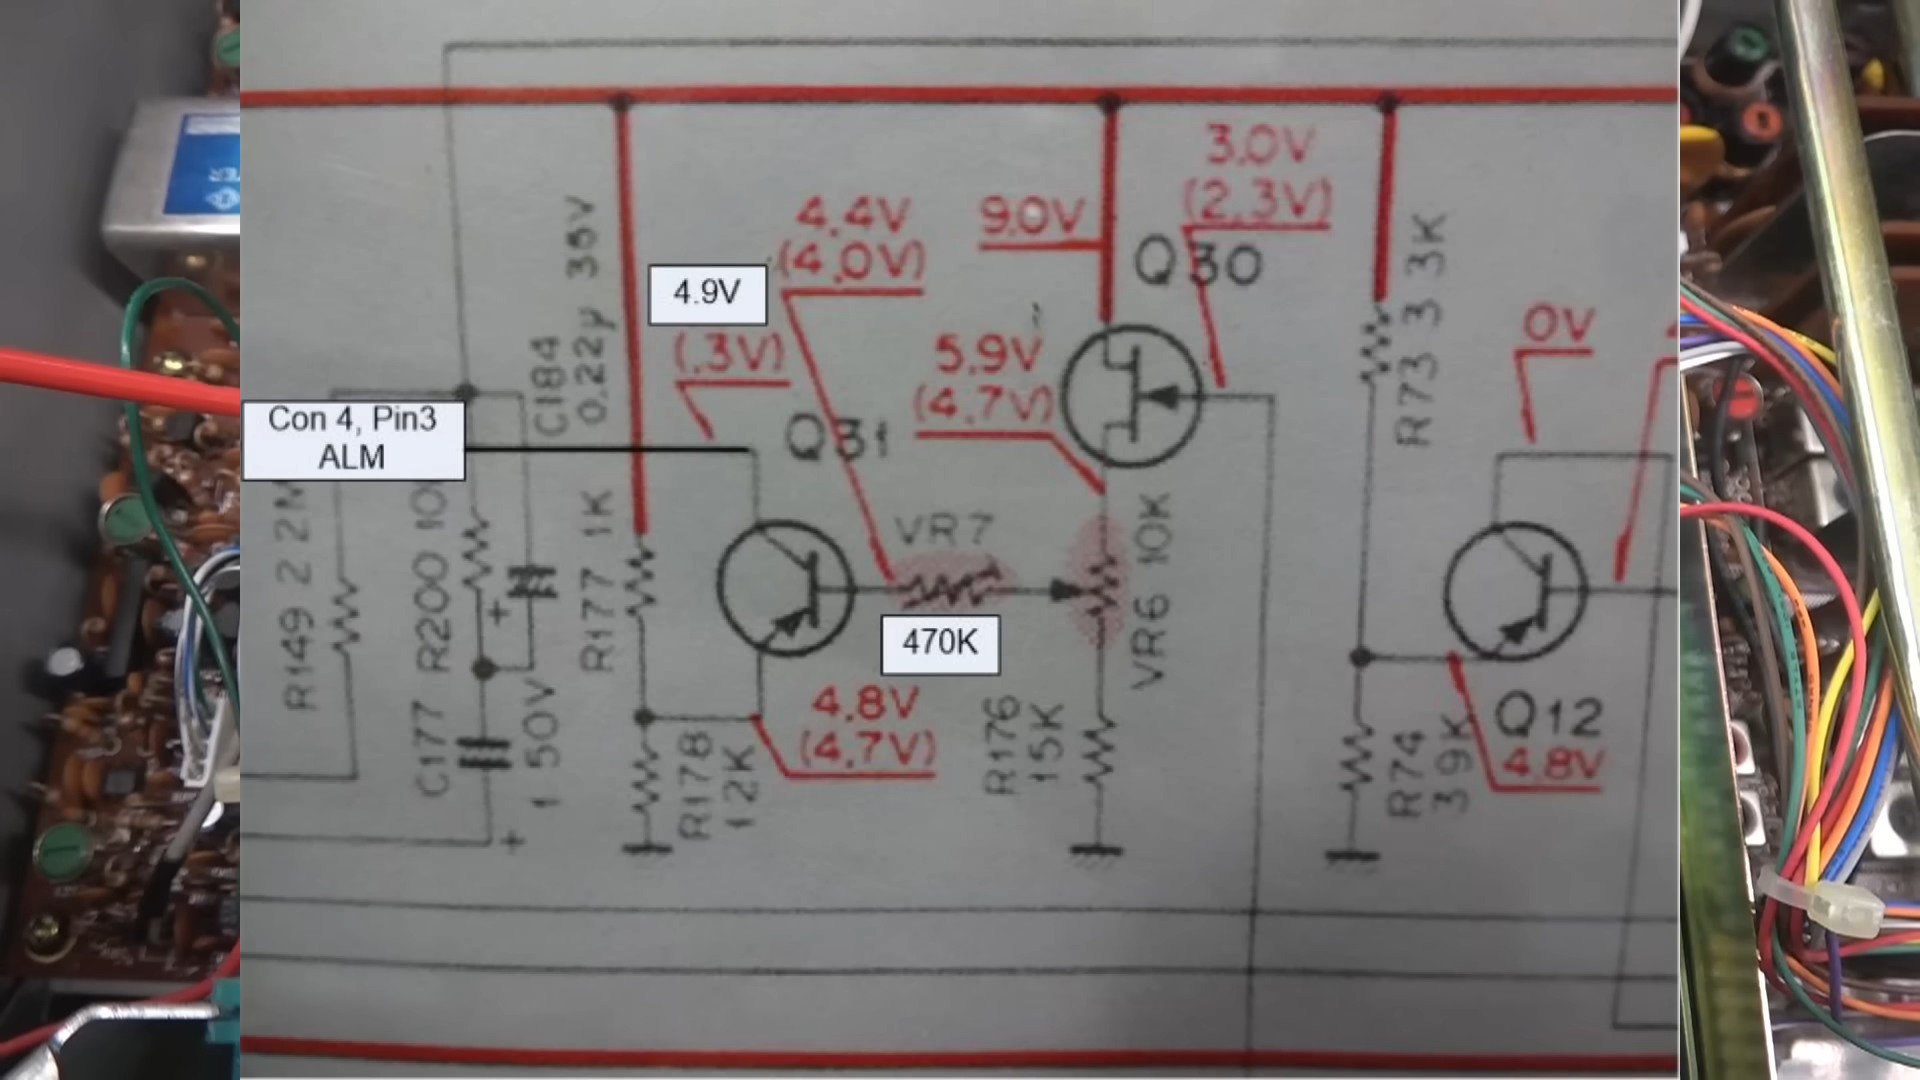 3.0V
(2.3V)
4.4V
(4.0V)
9.0V
Q30
4.9V
C184
0.22µ 35V
R73 3 3K
0V
(.3V)
5.9V
(4.7V)
Con 4, Pin3
ALM
Q31
VR7
R177 1K
470K
VR6 10K
R149 2 2M
R200
C177
1 50V
+
+
4.8V
(4.7V)
R178
12K
R176
15K
Q12
4.8V
R74
39K